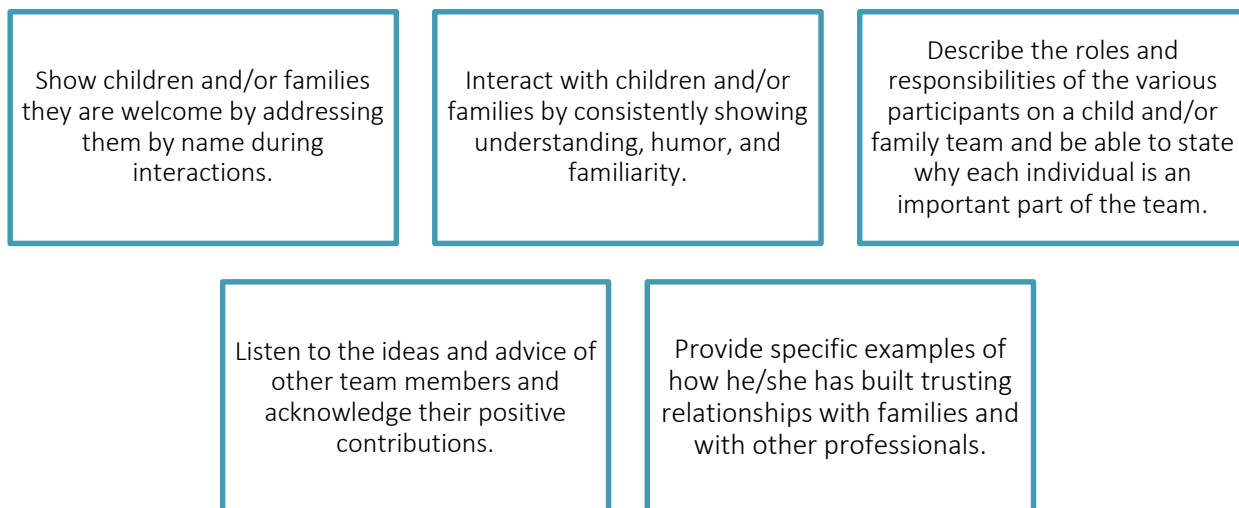 Show children and/or families
they are welcome by addressing
them by name during
interactions.
Interact with children and/or
families by consistently showing
understanding, humor, and
familiarity.
Describe the roles and
responsibilities of the various
participants on a child and/or
family team and be able to state
why each individual is an
important part of the team.
Listen to the ideas and advice of
other team members and
acknowledge their positive
contributions.
Provide specific examples of
how he/she has built trusting
relationships with families and
with other professionals.